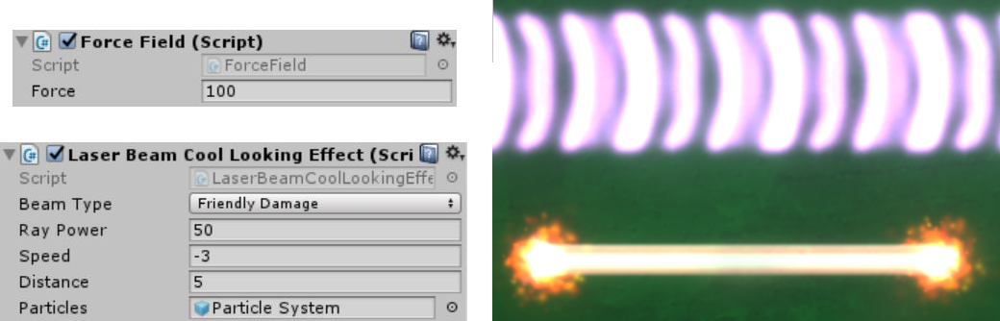 Force Field (Script)
Script ForceField
Force 100
Laser Beam Cool Looking Effect (Scri
Script LaserBeamCoolLookingEffe
Beam Type Friendly Damage
Ray Power 50
Speed -3
Distance 5
Particles Particle System